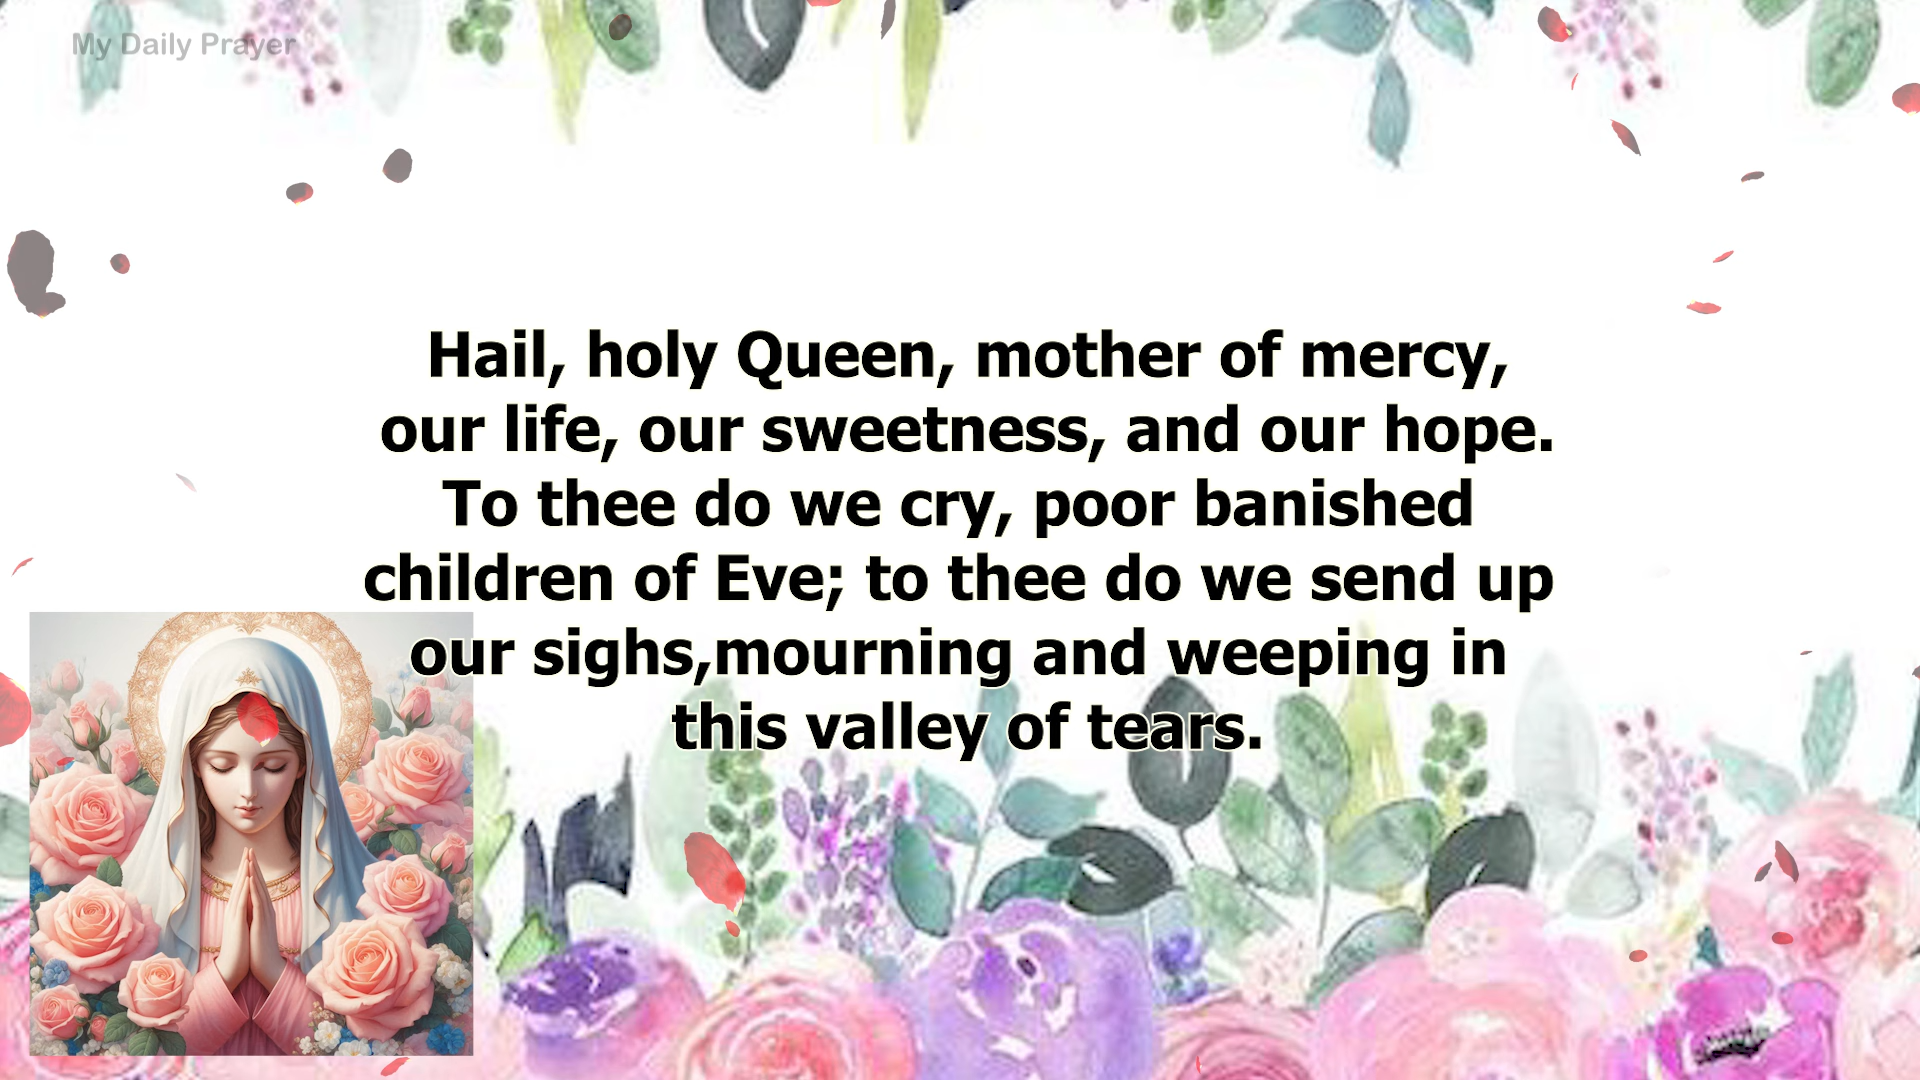 My Daily Prayer
Hail, holy Queen, mother of mercy,
our life, our sweetness, and our hope.
To thee do we cry, poor banished
children of Eve; to thee do we send up
our sighs,mourning and weeping in
this valley of tears.